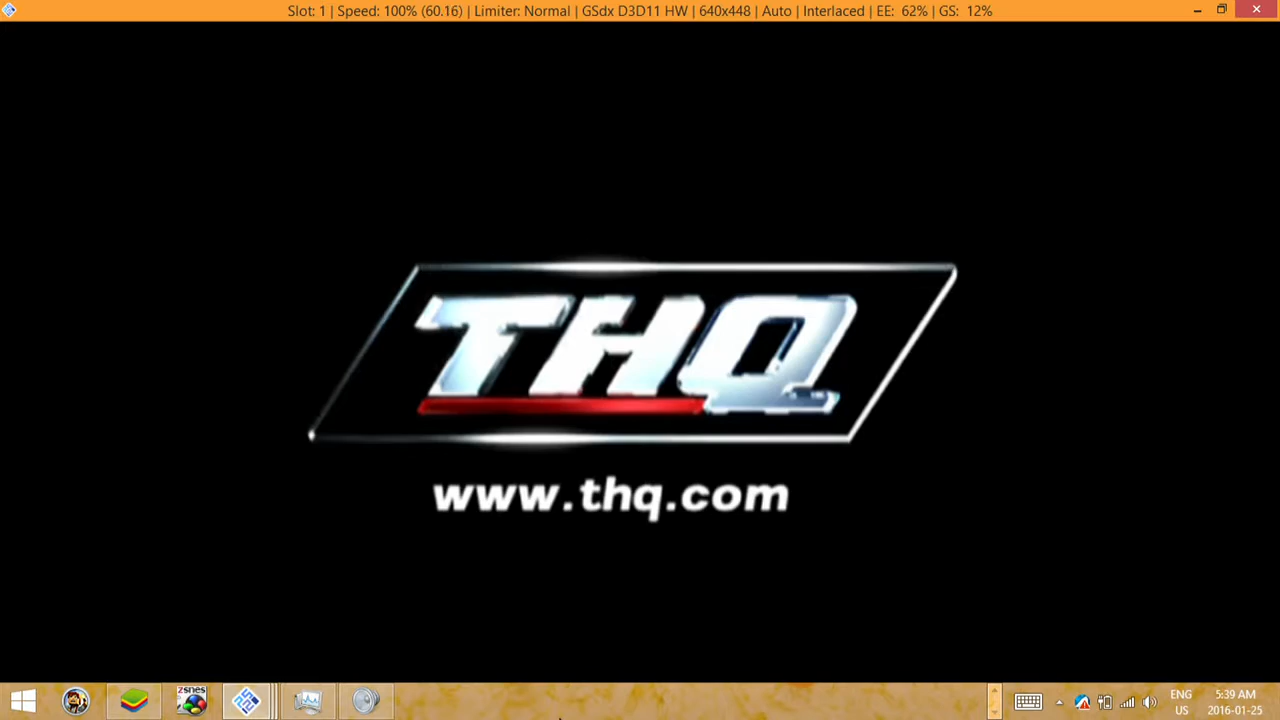 Slot: 1 | Speed: 100% (60.16) | Limiter: Normal | GSdx D3D11 HW | 640x448 | Auto | Interlaced | EE: 62% | GS: 12%
THQ
www.thq.com
ZSNES
ENG 5:39 AM
US 2016-01-25